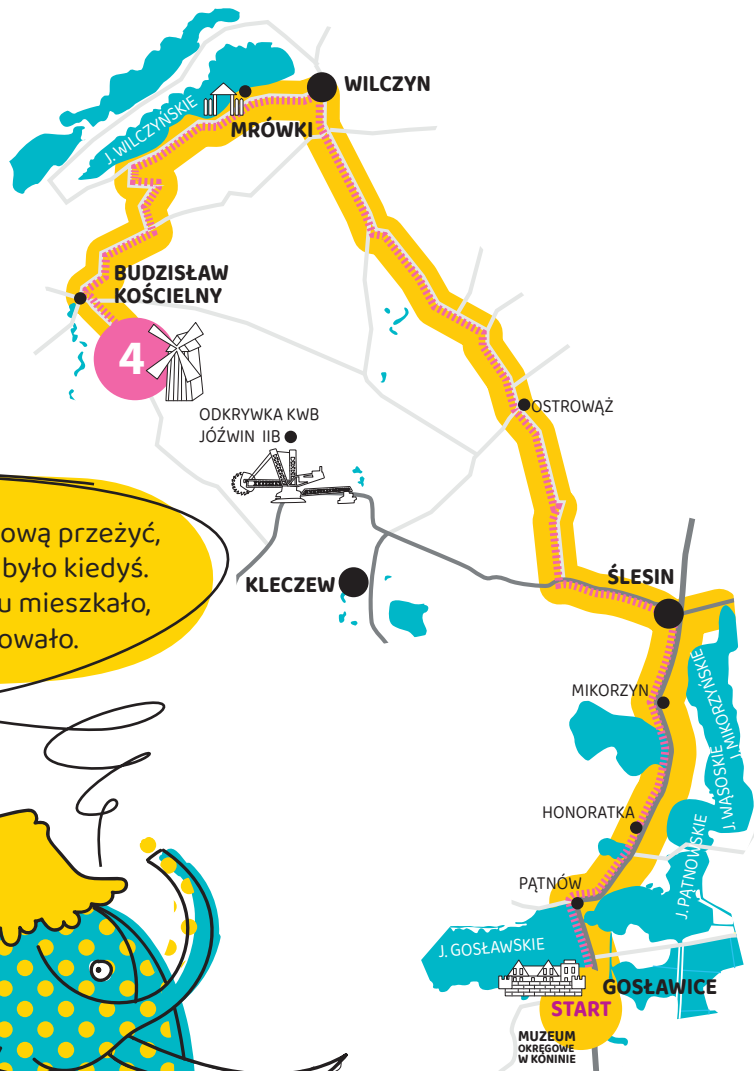 WILCZYN
J. WILCZYŃSKIE
MRÓWKI
BUDZISŁAW
KOŚCIELNY
4
ODKRYWKA KWB
JÓŹWIN IIB
OSTROWĄŻ
ową przeżyć,
było kiedyś.
u mieszkało,
owało.
KLECZEW
ŚLESIN
MIKORZYN
J. MIKORZYŃSKIE
J. WĄSOSKIE
HONORATKA
J. PĄTNOWSKIE
PĄTNÓW
J. GOSŁAWSKIE
GOSŁAWICE
START
MUZEUM
OKRĘGOWE
W KONINIE